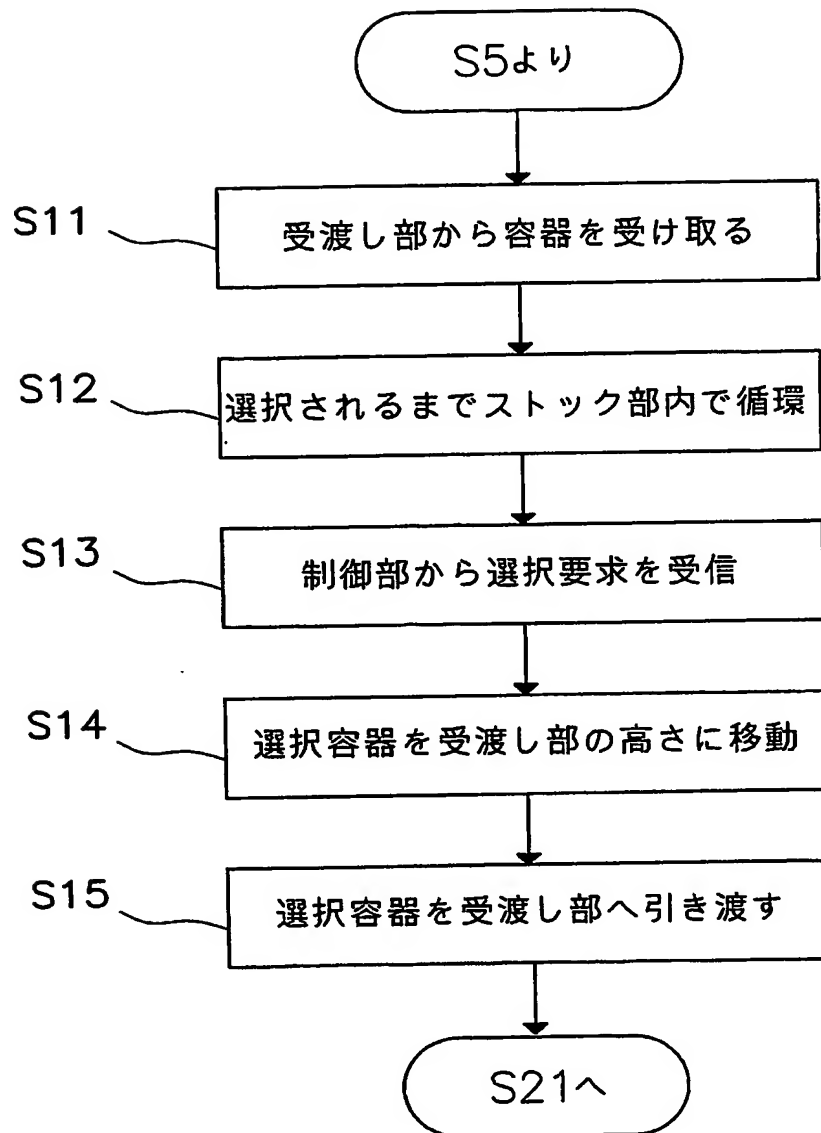 S5より
S11
受渡し部から容器を受け取る
S12
選択されるまでストック部内で循環
S13
制御部から選択要求を受信
S14
選択容器を受渡し部の高さに移動
S15
選択容器を受渡し部へ引き渡す
S21へ